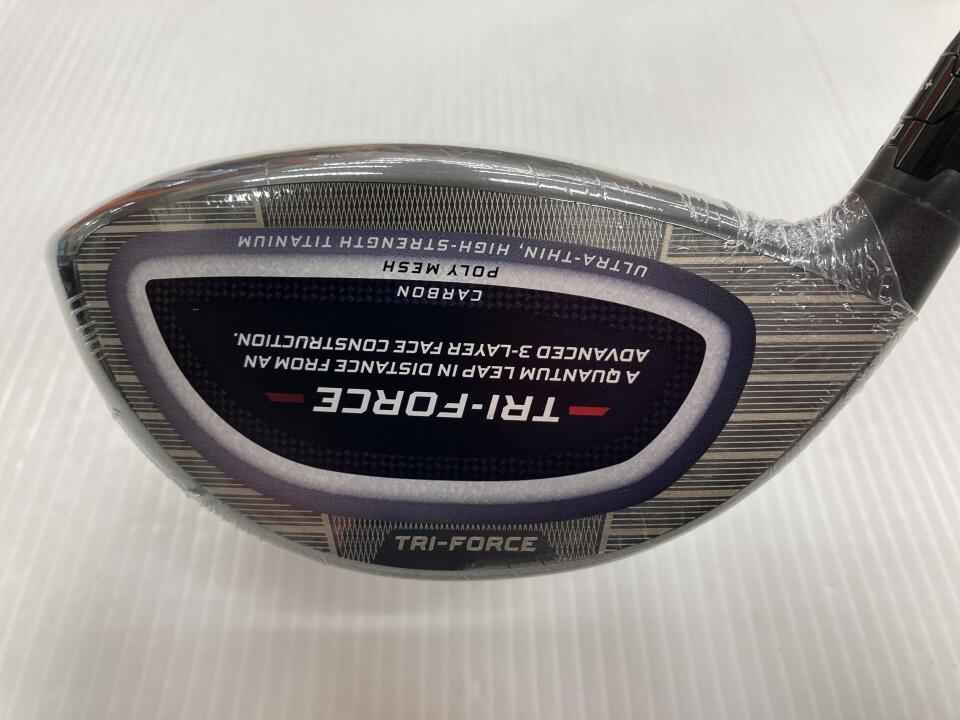 TRI-FORCE
A QUANTUM LEAP IN DISTANCE FROM AN
ADVANCED 3-LAYER FACE CONSTRUCTION.
CARBON
POLY MESH
ULTRA-THIN, HIGH-STRENGTH TITANIUM
TRI-FORCE